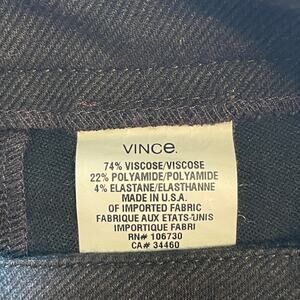 VINCe.
74% VISCOSE/VISCOSE
22% POLYAMIDE/POLYAMIDE
4% ELASTANE/ELASTHANNE
MADE IN U.S.A.
OF IMPORTED FABRIC
FABRIQUE AUX ETATS-UNIS
IMPORTIQUE FABRI
RN# 106730
CA# 34460